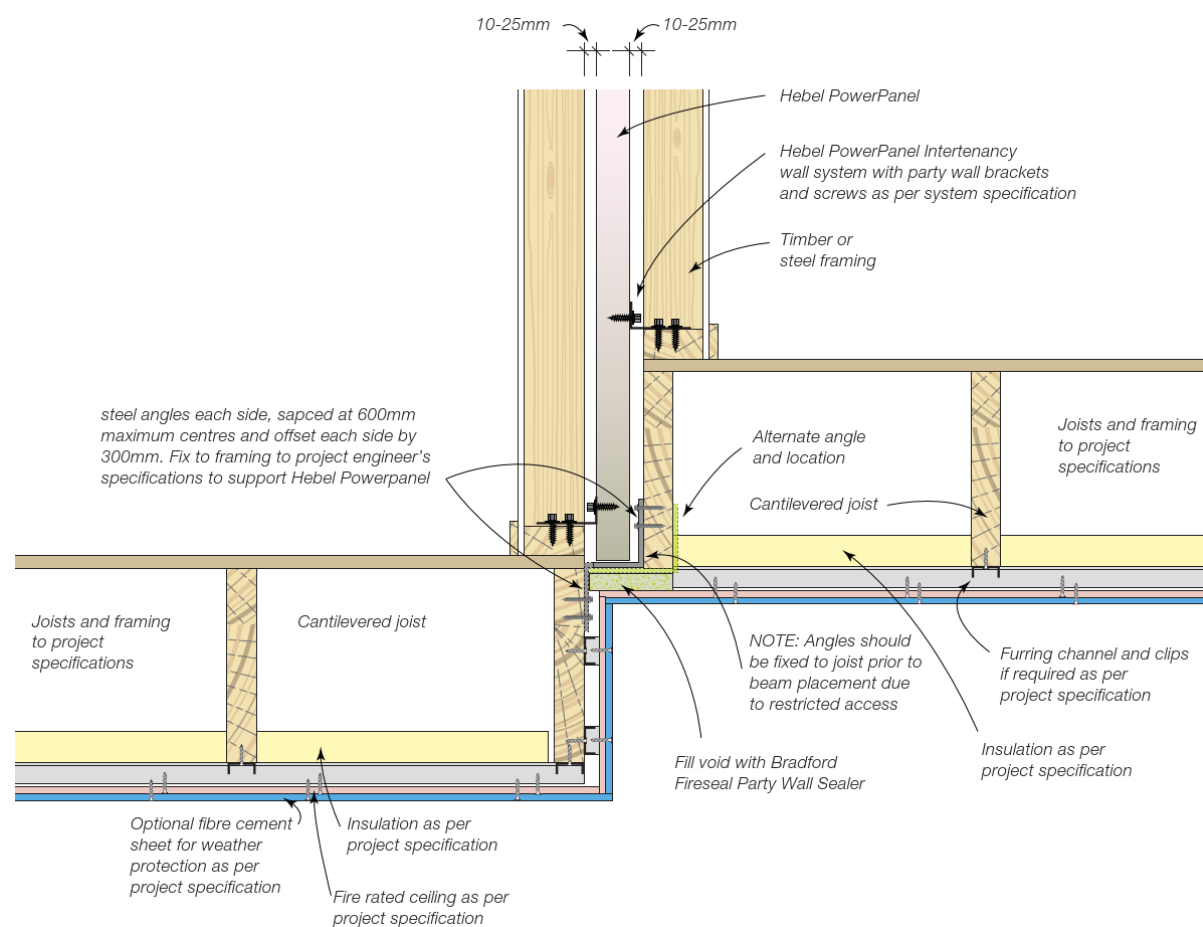 10-25mm
10-25mm
Hebel PowerPanel
Hebel PowerPanel Intertenancy
wall system with party wall brackets
and screws as per system specification
Timber or
steel framing
steel angles each side, sapced at 600mm
maximum centres and offset each side by
300mm. Fix to framing to project engineer's
specifications to support Hebel Powerpanel
Alternate angle
and location
Joists and framing
to project
specifications
Cantilevered joist
Joists and framing
to project
specifications
Cantilevered joist
NOTE: Angles should
be fixed to joist prior to
beam placement due
to restricted access
Furring channel and clips
if required as per
project specification
Fill void with Bradford
Fireseal Party Wall Sealer
Insulation as per
project specification
Optional fibre cement
sheet for weather
protection as per
project specification
Insulation as per
project specification
Fire rated ceiling as per
project specification